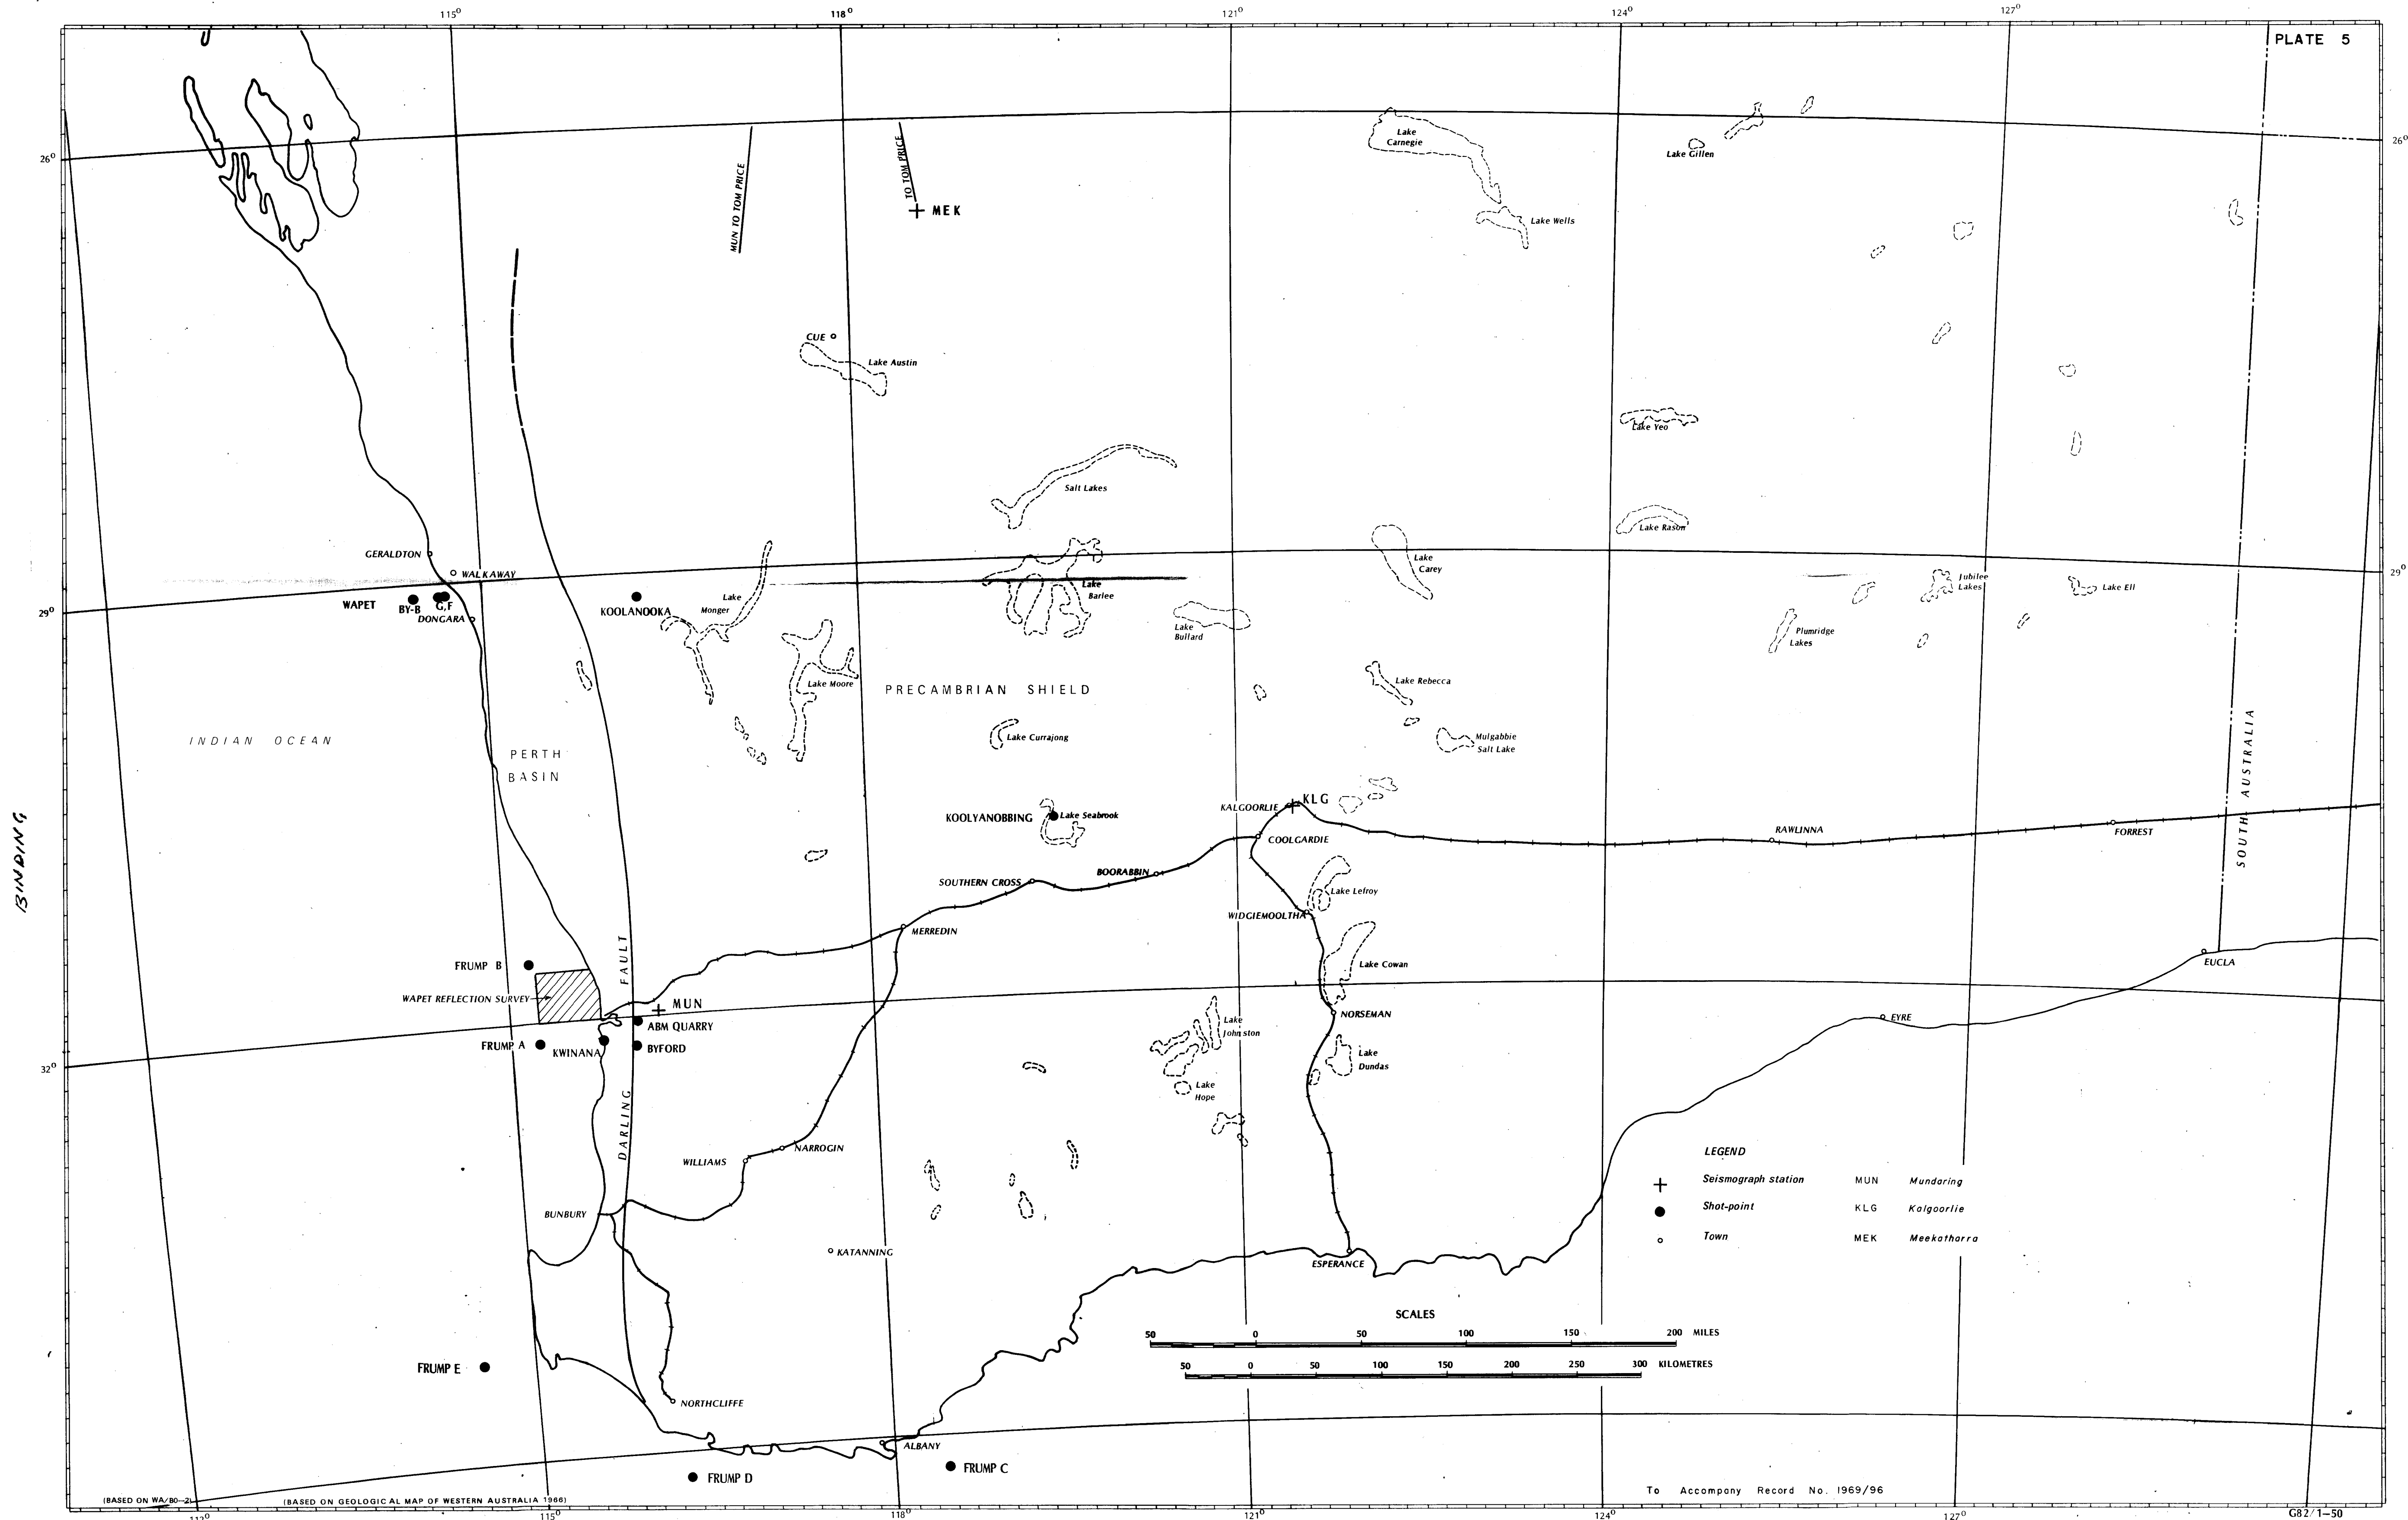 115°
118°
121°
124°
127°
PLATE 5
26°
26°
Lake
Carnegie
Lake Gillen
Lake Wells
MUN TO TOM PRICE
TO TOM PRICE
MEK
CUE
Lake Austin
Lake Yeo
Salt Lakes
Lake Rason
GERALDTON
WALKAWAY
Lake
Carey
29°
29°
WAPET
BY-B
G,F
DONGARA
KOOLANOOKA
Lake
Monger
Lake
Barlee
Lake
Bullard
Jubilee
Lakes
Lake Ell
Plumridge
Lakes
Lake Moore
PRECAMBRIAN SHIELD
Lake Rebecca
INDIAN OCEAN
PERTH
BASIN
Lake Currajong
Mulgabbie
Salt Lake
SOUTH AUSTRALIA
BINDING
KOOLYANOBBING
Lake Seabrook
KALGOORLIE
KLG
COOLGARDIE
RAWLINNA
FORREST
SOUTHERN CROSS
BOORABBIN
Lake Lefroy
WIDGIEMOOLTHA
MERREDIN
FRUMP B
Lake Cowan
EUCLA
WAPET REFLECTION SURVEY
DARLING FAULT
MUN
ABM QUARRY
NORSEMAN
EYRE
Lake
Johnston
FRUMP A
KWINANA
BYFORD
32°
Lake
Dundas
Lake
Hope
WILLIAMS
NARROGIN
LEGEND
Seismograph station MUN Mundaring
Shot-point KLG Kalgoorlie
Town MEK Meekatharra
BUNBURY
KATANNING
ESPERANCE
SCALES
50 0 50 100 150 200 MILES
50 0 50 100 150 200 250 300 KILOMETRES
FRUMP E
NORTHCLIFFE
ALBANY
FRUMP D
FRUMP C
To Accompany Record No. 1969/96
(BASED ON WA/B0-2)
(BASED ON GEOLOGICAL MAP OF WESTERN AUSTRALIA 1966)
G82/1-50
115°
118°
121°
124°
127°